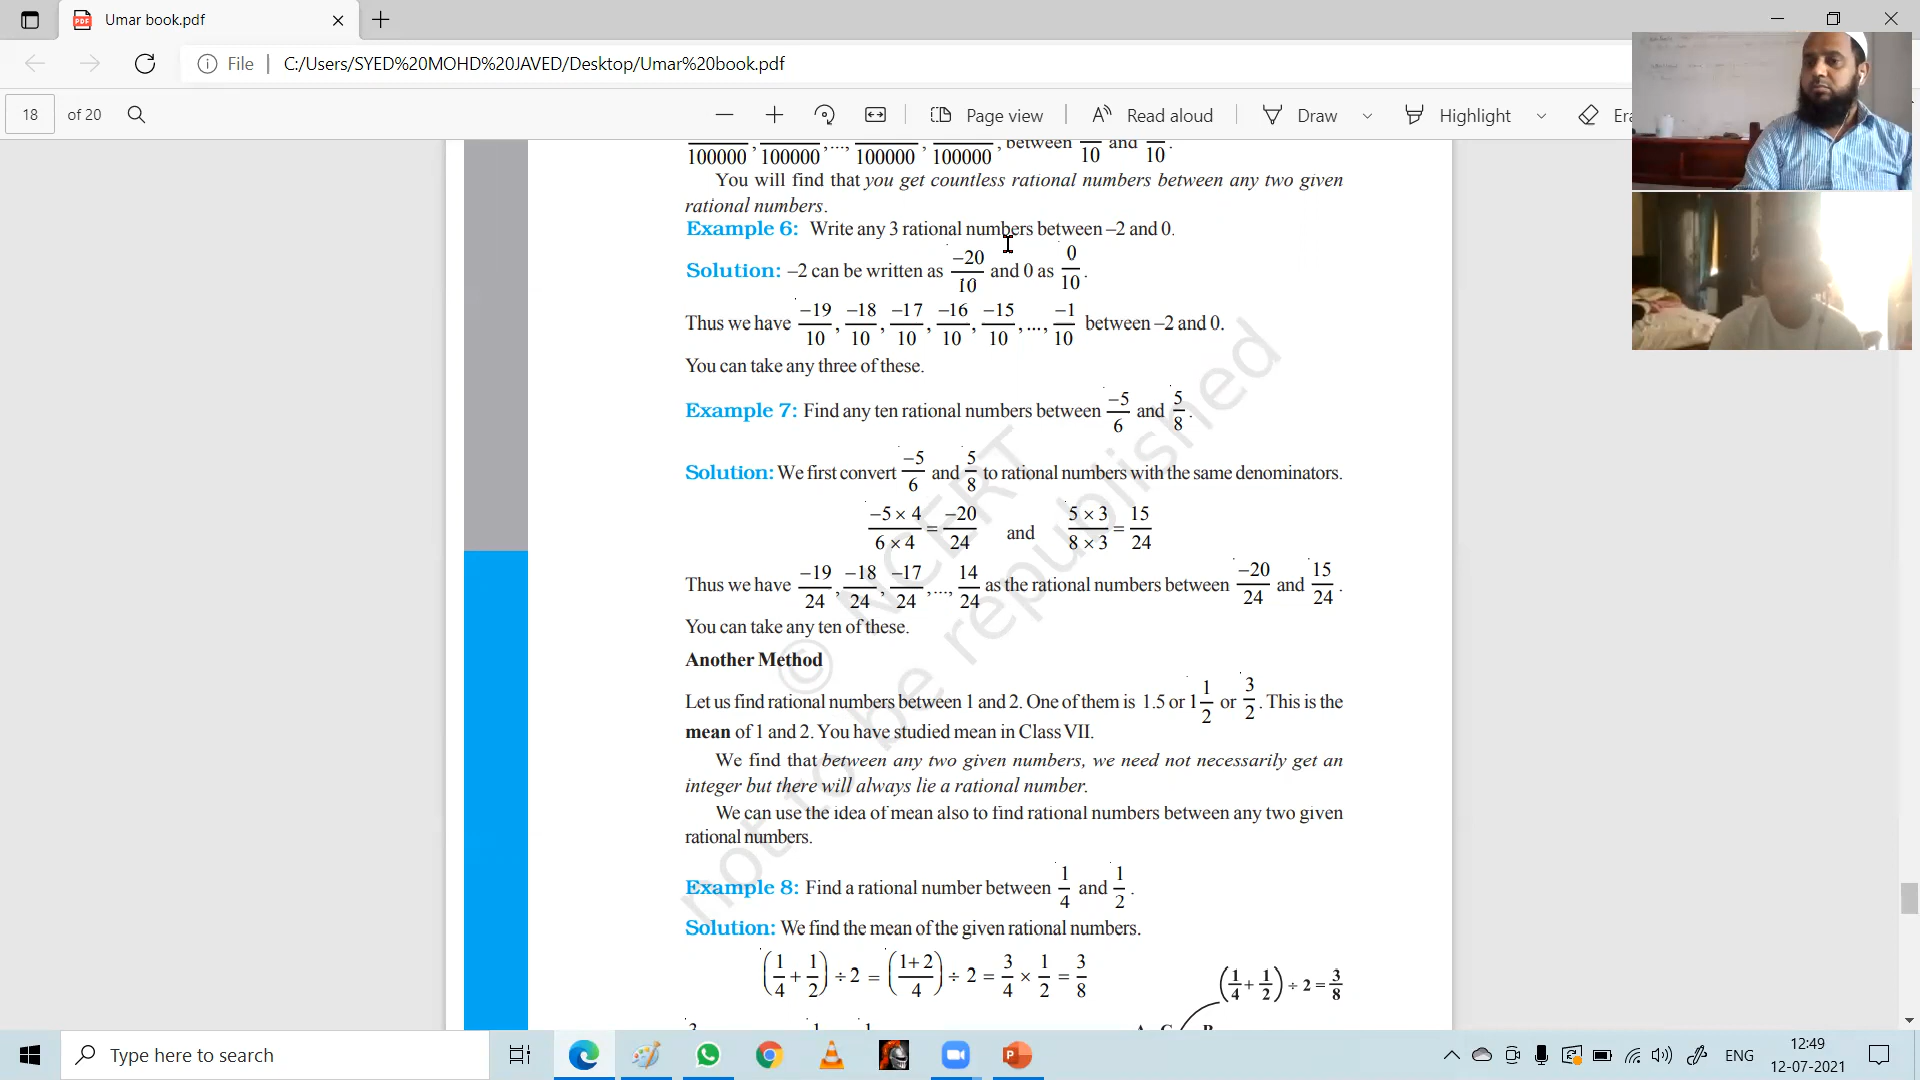 Umar book.pdf
File | C:/Users/SYED%20MOHD%20JAVED/Desktop/Umar%20book.pdf
18 of 20 Page view Read aloud Draw Highlight
100000 , 100000 ,..., 100000 , 100000 , between 10 and 10 .
You will find that you get countless rational numbers between any two given
rational numbers.
Example 6: Write any 3 rational numbers between –2 and 0.
Solution: –2 can be written as –20/10 and 0 as 0/10 .
Thus we have –19/10 , –18/10 , –17/10 , –16/10 , –15/10 , ..., –1/10 between –2 and 0.
You can take any three of these.
Example 7: Find any ten rational numbers between –5/6 and 5/8 .
Solution: We first convert –5/6 and 5/8 to rational numbers with the same denominators.
–5 × 4 / 6 × 4 = –20/24 and 5 × 3 / 8 × 3 = 15/24
Thus we have –19/24 , –18/24 , –17/24 ,..., 14/24 as the rational numbers between –20/24 and 15/24 .
You can take any ten of these.
Another Method
Let us find rational numbers between 1 and 2. One of them is 1.5 or 1 1/2 or 3/2 . This is the
mean of 1 and 2. You have studied mean in Class VII.
We find that between any two given numbers, we need not necessarily get an
integer but there will always lie a rational number.
We can use the idea of mean also to find rational numbers between any two given
rational numbers.
Example 8: Find a rational number between 1/4 and 1/2 .
Solution: We find the mean of the given rational numbers.
(1/4 + 1/2) ÷ 2 = (1+2 / 4) ÷ 2 = 3/4 × 1/2 = 3/8
(1/4 + 1/2) ÷ 2 = 3/8
© NCERT
not to be republished
Type here to search
ENG
12:49
12-07-2021